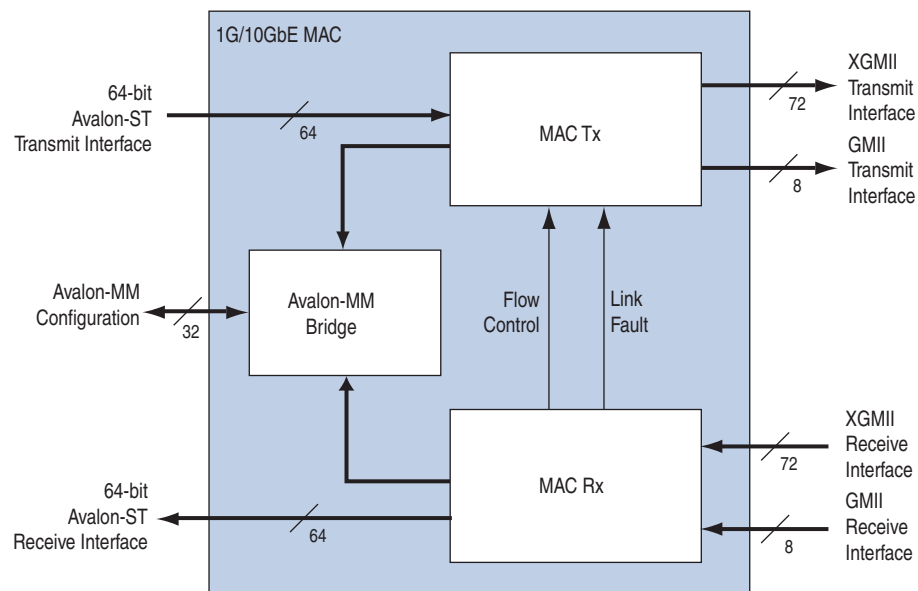 1G/10GbE MAC
64-bit
Avalon-ST
Transmit Interface
64
MAC Tx
72
XGMII
Transmit
Interface
8
GMII
Transmit
Interface
Avalon-MM
Configuration
32
Avalon-MM
Bridge
Flow
Control
Link
Fault
64-bit
Avalon-ST
Receive Interface
64
MAC Rx
72
XGMII
Receive
Interface
8
GMII
Receive
Interface